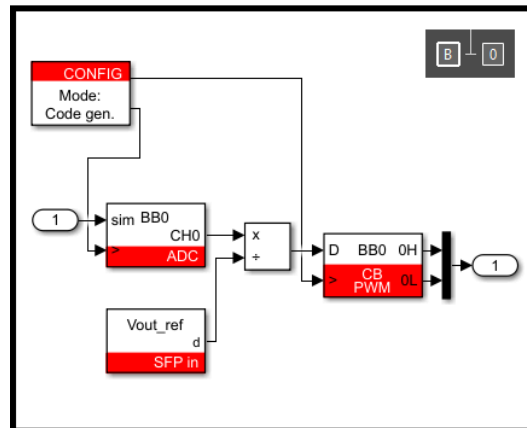 CONFIG
Mode:
Code gen.
B 0
1
sim BB0
CH0
> ADC
x
÷
D BB0 0H
> CB 0L
PWM
1
Vout_ref
d
SFP in